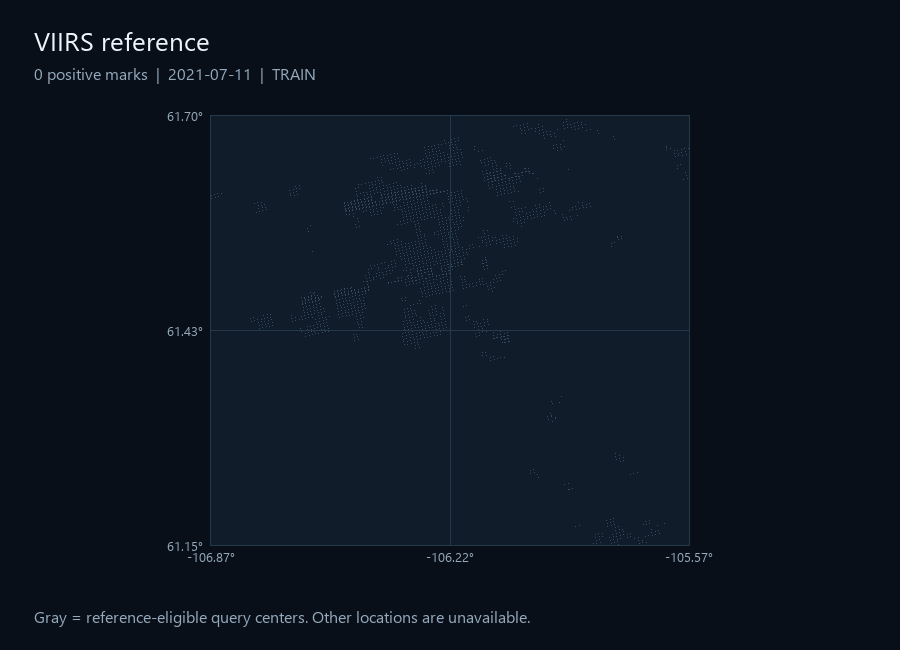 VIIRS reference
0 positive marks | 2021-07-11 | TRAIN
61.70°
61.43°
61.15°
-106.87°
-106.22°
-105.57°
Gray = reference-eligible query centers. Other locations are unavailable.